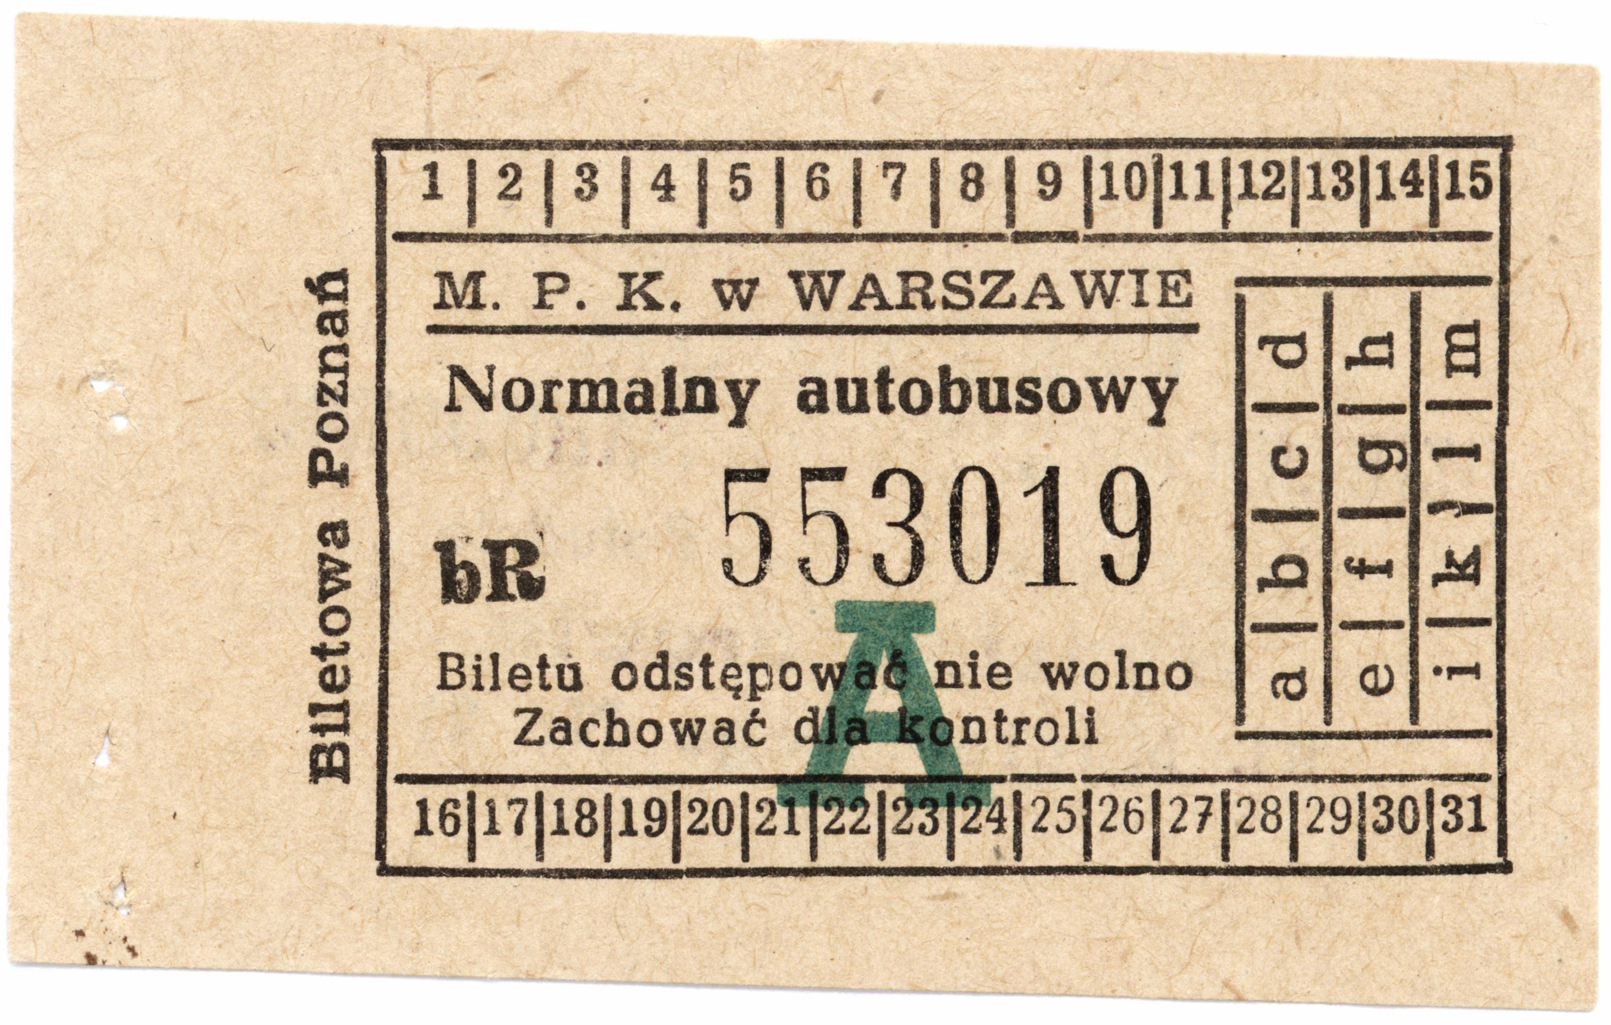 1 2 3 4 5 6 7 8 9 10 11 12 13 14 15
M. P. K. w WARSZAWIE
Normalny autobusowy
553019
bR
A
Biletu odstępować nie wolno
Zachować dla kontroli
16 17 18 19 20 21 22 23 24 25 26 27 28 29 30 31
a b c d
e f g h
i k l m
Biletowa Poznań